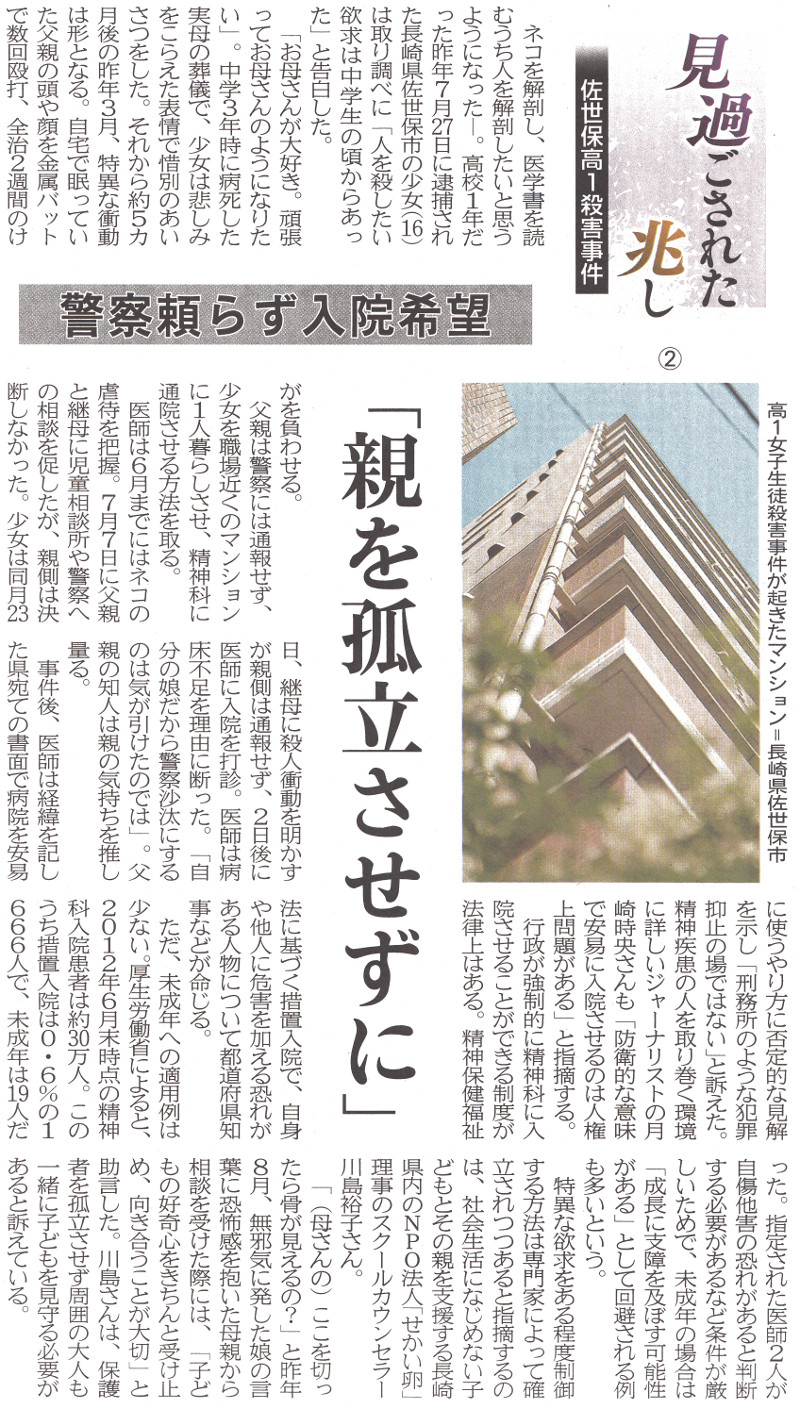 見過ごされた
兆し
佐世保高1殺害事件
②
警察頼らず入院希望
「親を孤立させずに」
高1女子生徒殺害事件が起きたマンション＝長崎県佐世保市
ネコを解剖し、医学書を読
むうち人を解剖したいと思う
ようになった―。高校1年だ
った昨年7月27日に逮捕され
た長崎県佐世保市の少女(16)
は取り調べに「人を殺したい
欲求は中学生の頃からあっ
た」と告白した。
「お母さんが大好き。頑張
ってお母さんのようになりた
い」。中学3年時に病死した
実母の葬儀で、少女は悲しみ
をこらえた表情で惜別のあい
さつをした。それから約5カ
月後の昨年3月、特異な衝動
は形となる。自宅で眠ってい
た父親の頭や顔を金属バット
で数回殴打、全治2週間のけ
がを負わせる。
父親は警察には通報せず、
少女を職場近くのマンション
に1人暮らしさせ、精神科に
通院させる方法を取る。
医師は6月までにはネコの
虐待を把握。7月7日に父親
と継母に児童相談所や警察へ
の相談を促したが、親側は決
断しなかった。少女は同月23
日、継母に殺人衝動を明かす
が親側は通報せず、2日後に
医師に入院を打診。医師は病
床不足を理由に断った。「自
分の娘だから警察沙汰にする
のは気が引けたのでは」。父
親の知人は親の気持ちを推し
量る。
事件後、医師は経緯を記し
た県宛ての書面で病院を安易
に使うやり方に否定的な見解
を示し「刑務所のような犯罪
抑止の場ではない」と訴えた。
精神疾患の人を取り巻く環境
に詳しいジャーナリストの月
崎時央さんも「防衛的な意味
で安易に入院させるのは人権
上問題がある」と指摘する。
行政が強制的に精神科に入
院させることができる制度が
法律上はある。精神保健福祉
法に基づく措置入院で、自身
や他人に危害を加える恐れが
ある人物について都道府県知
事などが命じる。
ただ、未成年への適用例は
少ない。厚生労働省によると、
2012年6月末時点の精神
科入院患者は約30万人。この
うち措置入院は0・6％の1
666人で、未成年は19人だ
った。指定された医師2人が
自傷他害の恐れがあると判断
する必要があるなど条件が厳
しいためで、未成年の場合は
「成長に支障を及ぼす可能性
がある」として回避される例
も多いという。
特異な欲求をある程度制御
する方法は専門家によって確
立されつつあると指摘するの
は、社会生活になじめない子
どもとその親を支援する長崎
県内のNPO法人「せかい卵」
理事のスクールカウンセラー
川島裕子さん。
「（母さんの）ここを切っ
たら骨が見えるの？」と昨年
8月、無邪気に発した娘の言
葉に恐怖感を抱いた母親から
相談を受けた際には、「子ど
もの好奇心をきちんと受け止
め、向き合うことが大切」と
助言した。川島さんは、保護
者を孤立させず周囲の大人も
一緒に子どもを見守る必要が
あると訴えている。